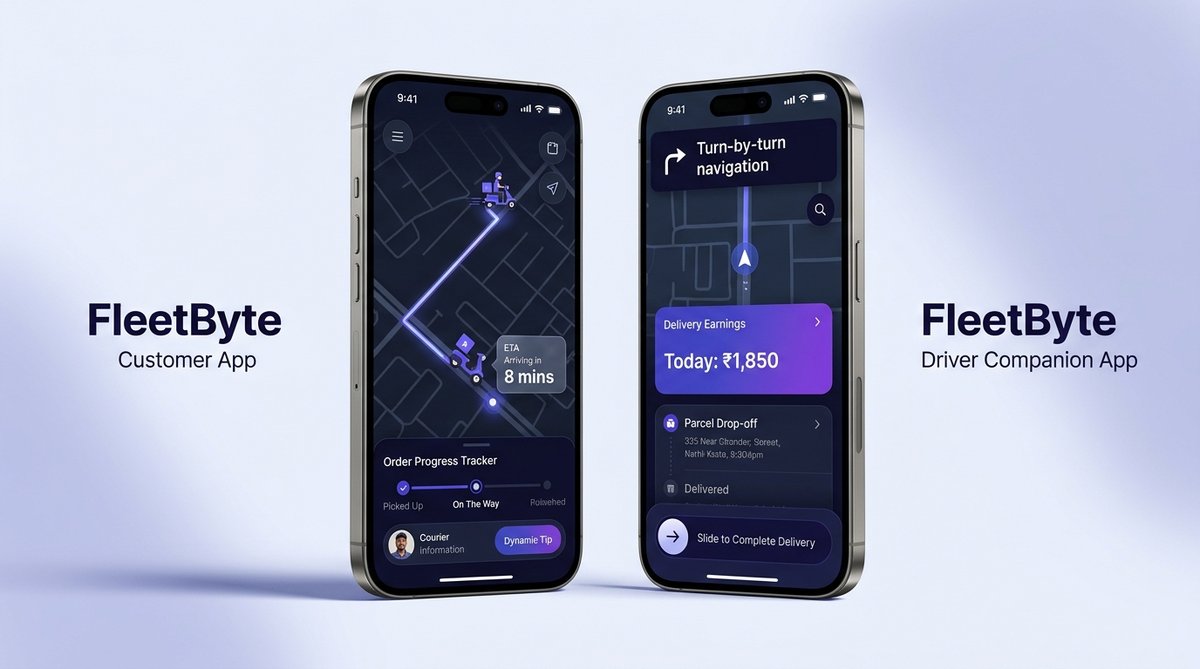 FleetByte
Customer App
9:41
ETA
Arriving in
8 mins
Order Progress Tracker
Picked Up
On The Way
Courier
information
Dynamie Tip
9:41
Turn-by-turn
navigation
Delivery Earnings
Today: ₹1,850
Parcel Drop-off
Delivered
Slide to Complete Delivery
FleetByte
Driver Companion App